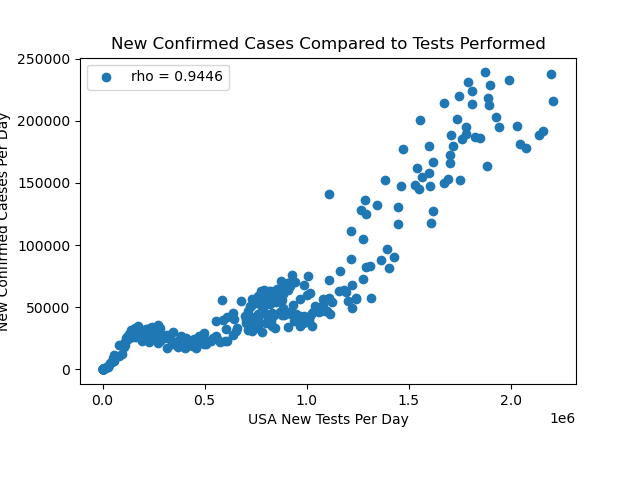 New Confirmed Cases Compared to Tests Performed
rho = 0.9446
250000
200000
150000
100000
50000
0
New Confirmed Caeses Per Day
0.0 0.5 1.0 1.5 2.0
1e6
USA New Tests Per Day